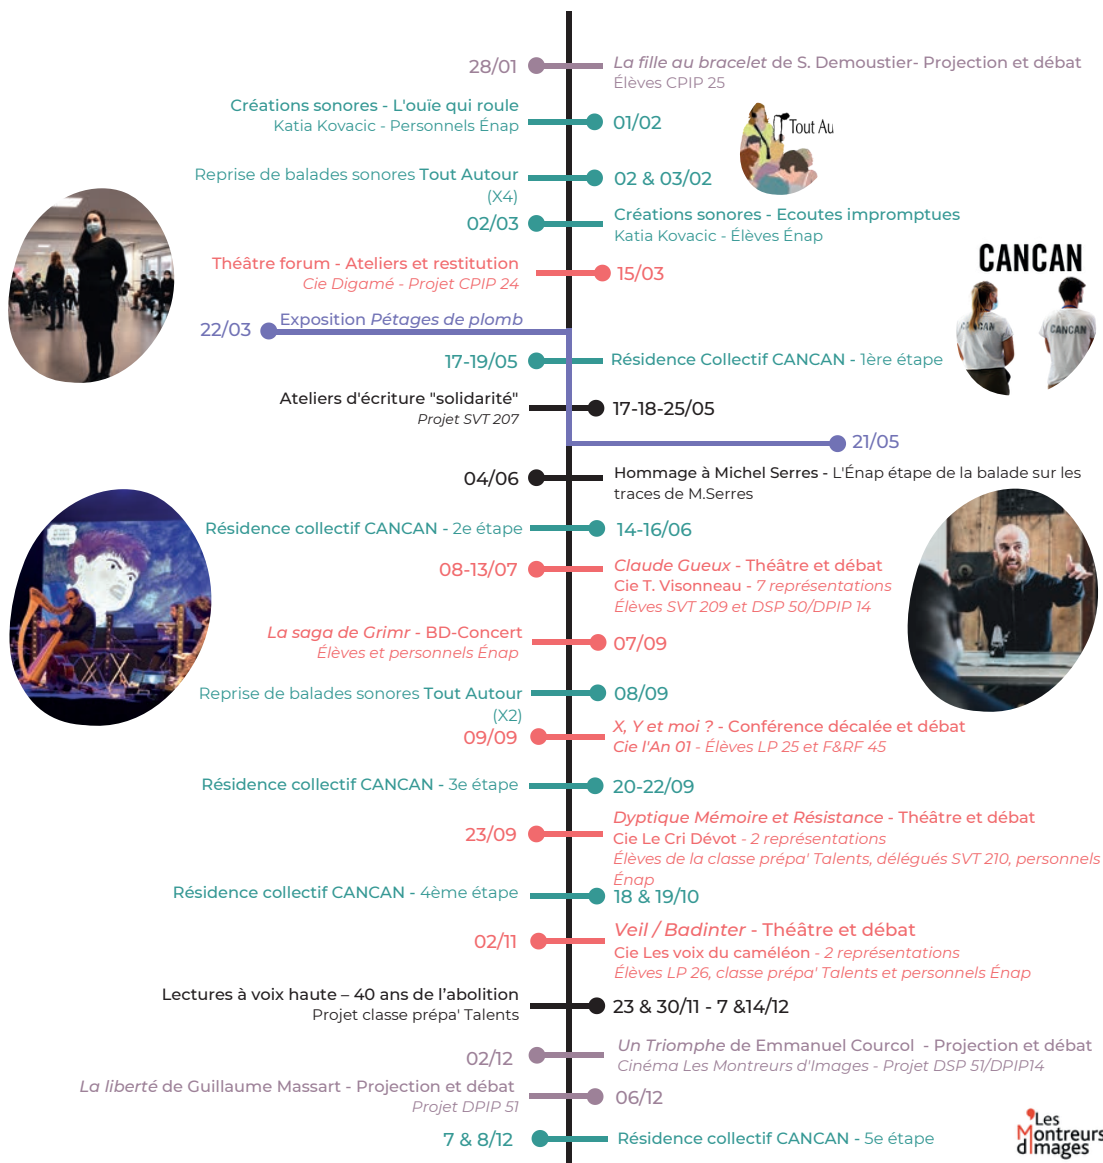 28/01
La fille au bracelet de S. Demoustier- Projection et débat
Élèves CPIP 25
Créations sonores - L'ouïe qui roule
Katia Kovacic - Personnels Énap
01/02
Tout Au
Reprise de balades sonores Tout Autour
(X4)
02 & 03/02
02/03
Créations sonores - Ecoutes impromptues
Katia Kovacic - Élèves Énap
Théâtre forum - Ateliers et restitution
Cie Digamé - Projet CPIP 24
15/03
CANCAN
CANCAN
CANCAN
22/03
Exposition Pétages de plomb
17-19/05
Résidence Collectif CANCAN - 1ère étape
Ateliers d'écriture "solidarité"
Projet SVT 207
17-18-25/05
21/05
04/06
Hommage à Michel Serres - L'Énap étape de la balade sur les
traces de M.Serres
Résidence collectif CANCAN - 2e étape
14-16/06
08-13/07
Claude Gueux - Théâtre et débat
Cie T. Visonneau - 7 représentations
Élèves SVT 209 et DSP 50/DPIP 14
La saga de Grimr - BD-Concert
Élèves et personnels Énap
07/09
Reprise de balades sonores Tout Autour
(X2)
08/09
09/09
X, Y et moi ? - Conférence décalée et débat
Cie l'An 01 - Élèves LP 25 et F&RF 45
Résidence collectif CANCAN - 3e étape
20-22/09
23/09
Dyptique Mémoire et Résistance - Théâtre et débat
Cie Le Cri Dévot - 2 représentations
Élèves de la classe prépa' Talents, délégués SVT 210, personnels
Énap
Résidence collectif CANCAN - 4ème étape
18 & 19/10
02/11
Veil / Badinter - Théâtre et débat
Cie Les voix du caméléon - 2 représentations
Élèves LP 26, classe prépa' Talents et personnels Énap
Lectures à voix haute – 40 ans de l'abolition
Projet classe prépa' Talents
23 & 30/11 - 7 &14/12
02/12
Un Triomphe de Emmanuel Courcol - Projection et débat
Cinéma Les Montreurs d'Images - Projet DSP 51/DPIP14
La liberté de Guillaume Massart - Projection et débat
Projet DPIP 51
06/12
7 & 8/12
Résidence collectif CANCAN - 5e étape
Les
Montreurs
d'Images